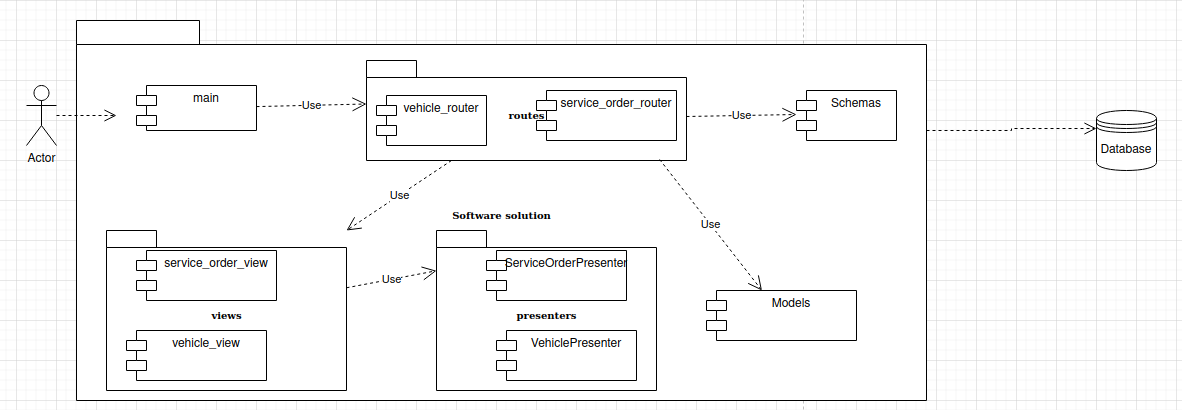 main
Use
vehicle_router
routes
service_order_router
Use
Schemas
Actor
Database
Use
Software solution
Use
service_order_view
views
vehicle_view
Use
ServiceOrderPresenter
presenters
VehiclePresenter
Models